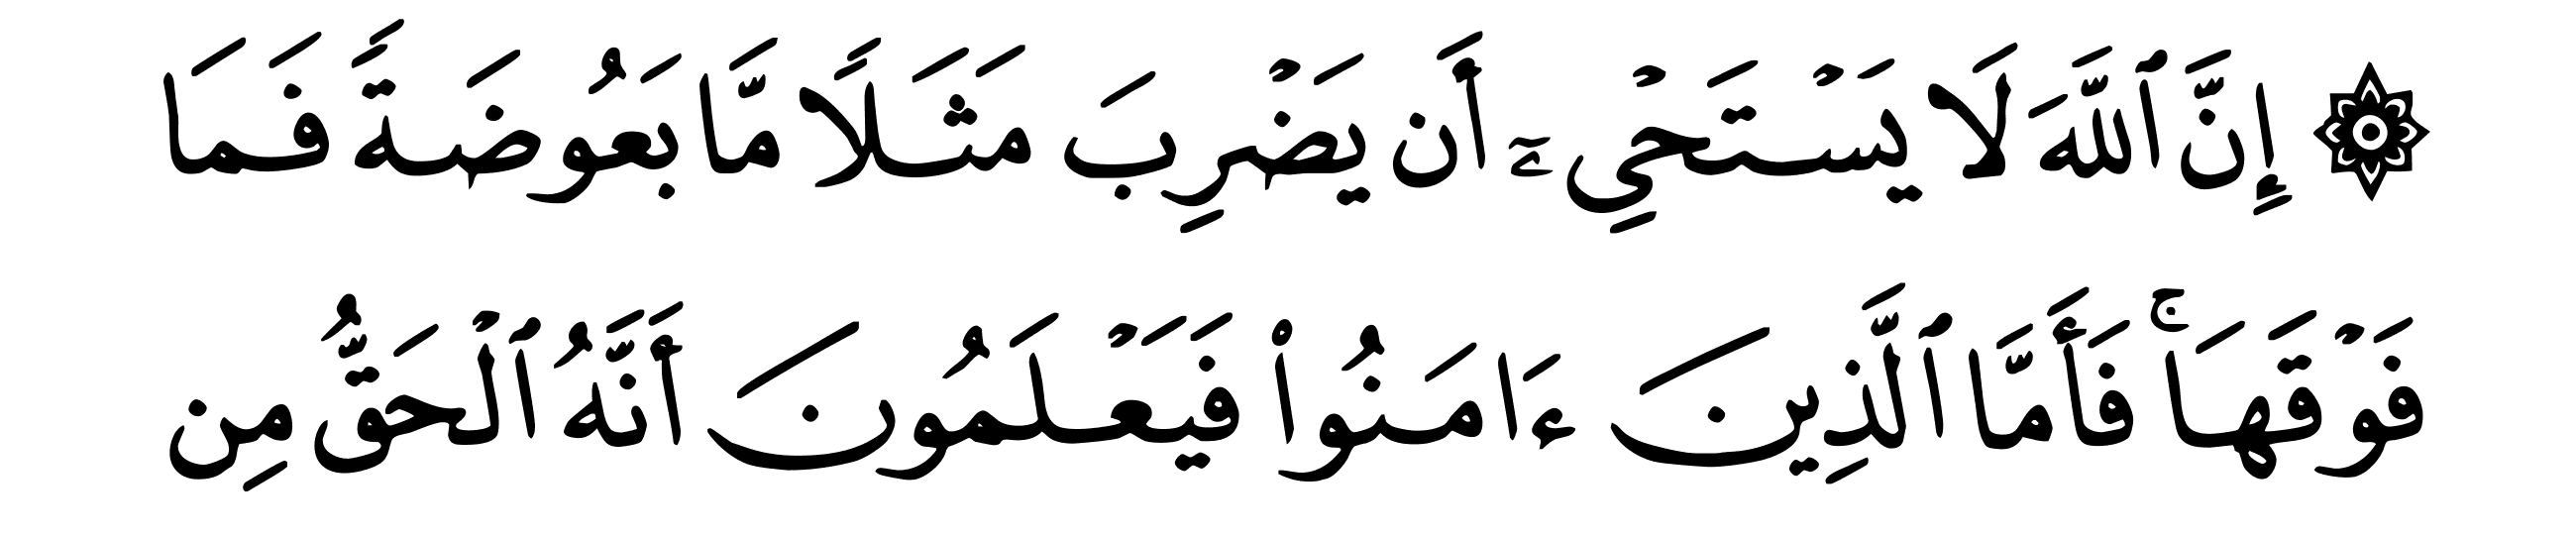 ۞ إِنَّ ٱللَّهَ لَا يَسۡتَحۡيِۦٓ أَن يَضۡرِبَ مَثَلًا مَّا بَعُوضَةً فَمَا
فَوۡقَهَاۚ فَأَمَّا ٱلَّذِينَ ءَامَنُواْ فَيَعۡلَمُونَ أَنَّهُ ٱلۡحَقُّ مِن